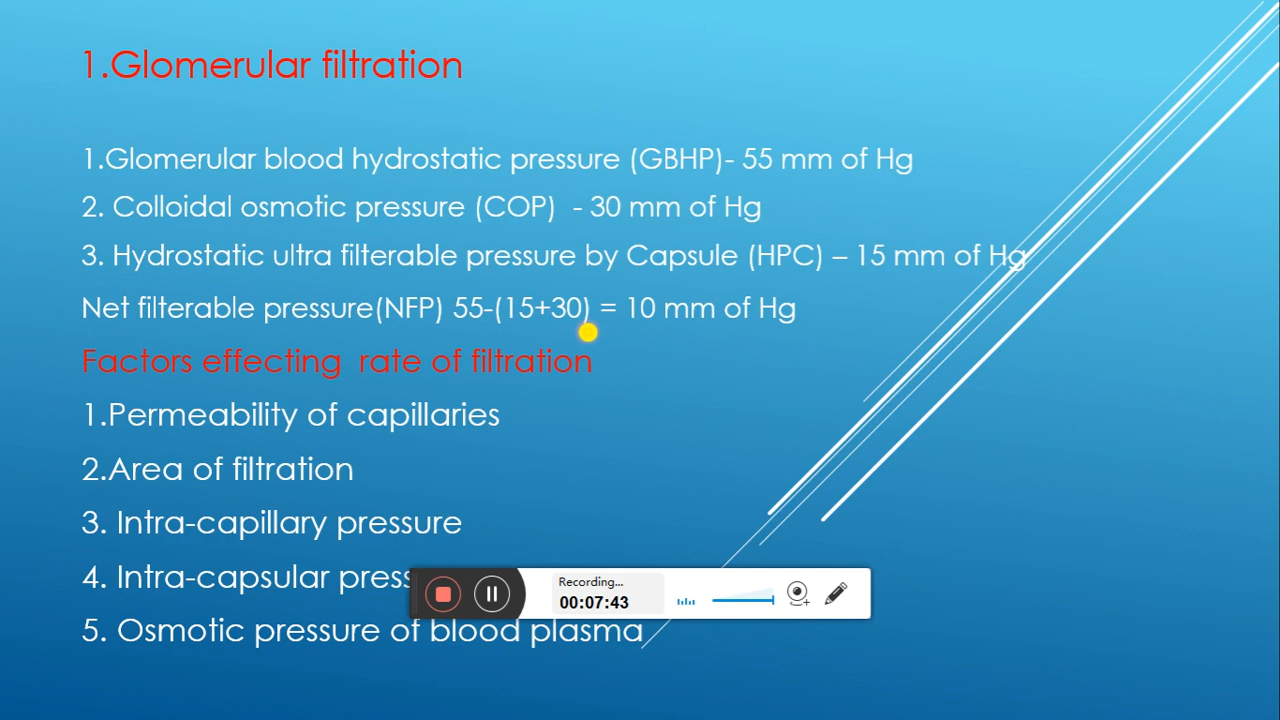 1.Glomerular filtration
1.Glomerular blood hydrostatic pressure (GBHP)- 55 mm of Hg
2. Colloidal osmotic pressure (COP)  - 30 mm of Hg
3. Hydrostatic ultra filterable pressure by Capsule (HPC) – 15 mm of Hg
Net filterable pressure(NFP) 55-(15+30) = 10 mm of Hg
Factors effecting  rate of filtration
1.Permeability of capillaries
2.Area of filtration
3. Intra-capillary pressure
4. Intra-capsular press
Recording...
00:07:43
5. Osmotic pressure of blood plasma